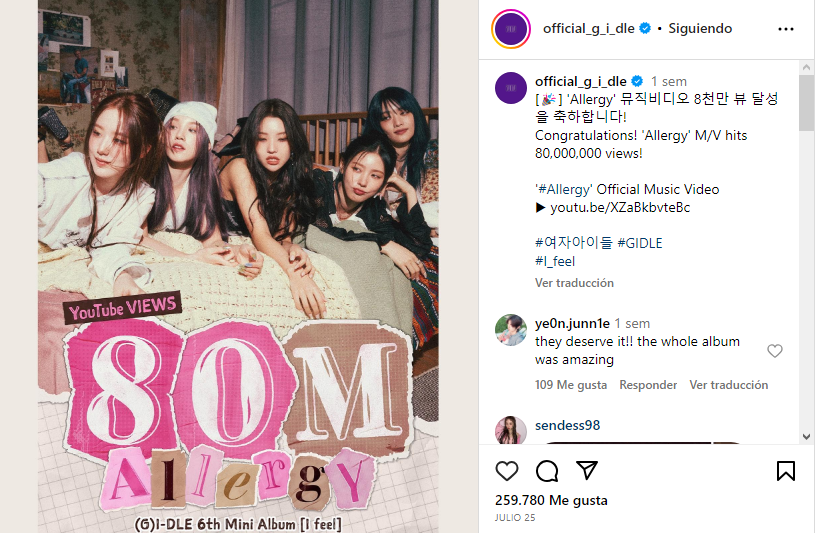 YouTube VIEWS
80M
Allergy
(G)I-DLE 6th Mini Album [I feel]
official_g_i_dle • Siguiendo
official_g_i_dle 1 sem
[🎉] 'Allergy' 뮤직비디오 8천만 뷰 달성
을 축하합니다!
Congratulations! 'Allergy' M/V hits
80,000,000 views!
'#Allergy' Official Music Video
▶ youtu.be/XZaBkbvteBc
#여자아이들 #GIDLE
#I_feel
Ver traducción
ye0n.junn1e 1 sem
they deserve it!! the whole album
was amazing
109 Me gusta Responder Ver traducción
sendess98
259.780 Me gusta
JULIO 25